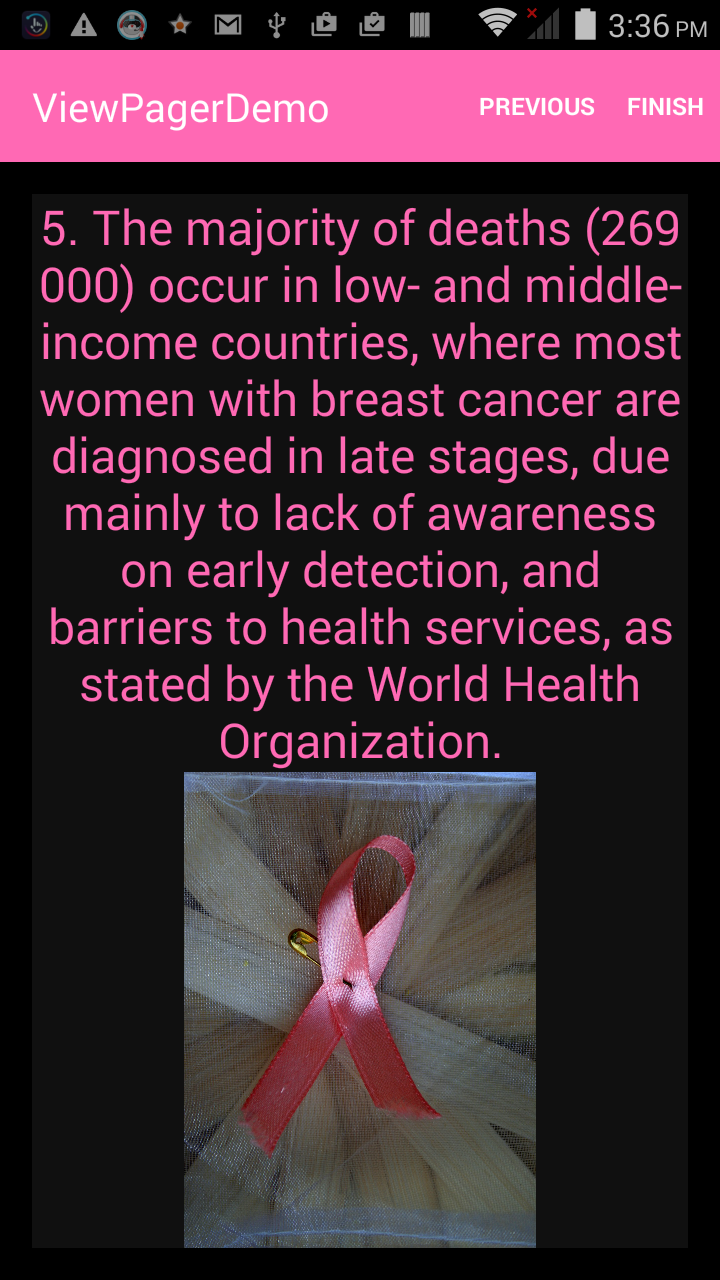 3:36 PM
ViewPagerDemo PREVIOUS FINISH
5. The majority of deaths (269
000) occur in low- and middle-
income countries, where most
women with breast cancer are
diagnosed in late stages, due
mainly to lack of awareness
on early detection, and
barriers to health services, as
stated by the World Health
Organization.